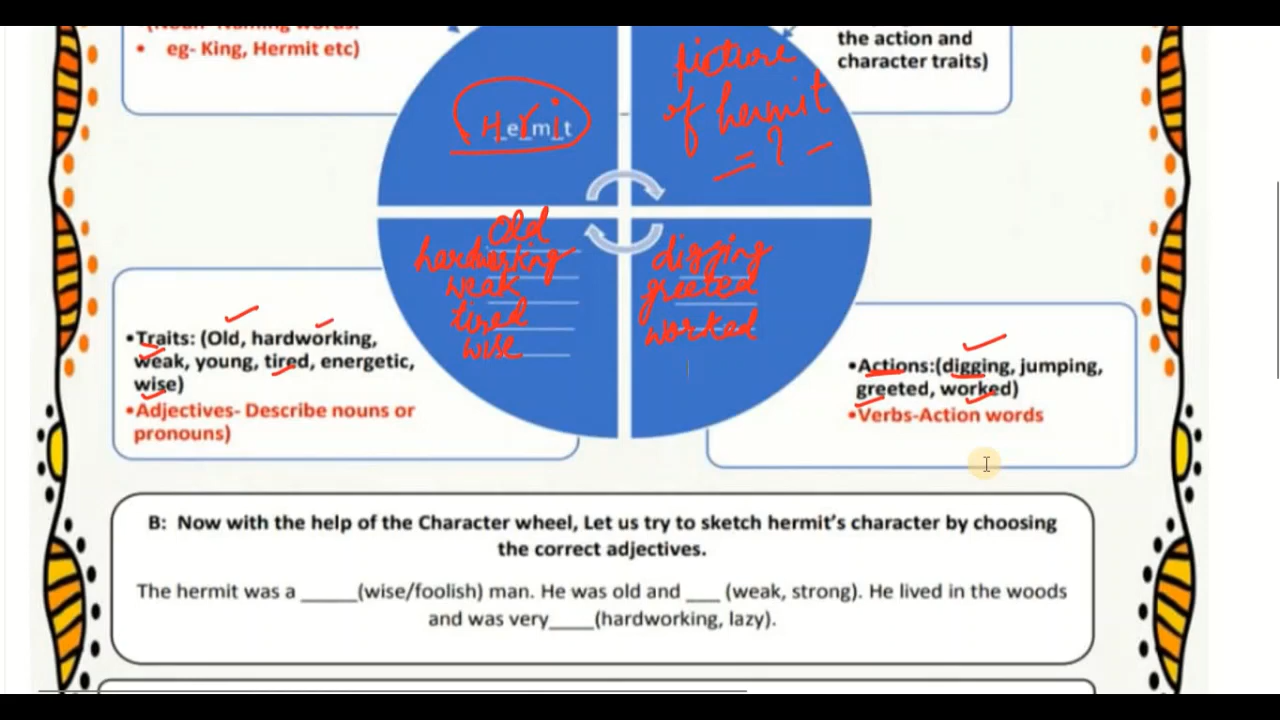 • eg- King, Hermit etc)
the action and
character traits)
Hermit
picture
of hermit
= ?
Old
hardworking
weak
tired
wise
digging
greeted
worked
•Traits: (Old, hardworking,
weak, young, tired, energetic,
wise)
•Adjectives- Describe nouns or
pronouns)
•Actions:(digging, jumping,
greeted, worked)
•Verbs-Action words
B: Now with the help of the Character wheel, Let us try to sketch hermit's character by choosing
the correct adjectives.
The hermit was a _____(wise/foolish) man. He was old and ___ (weak, strong). He lived in the woods
and was very____(hardworking, lazy).